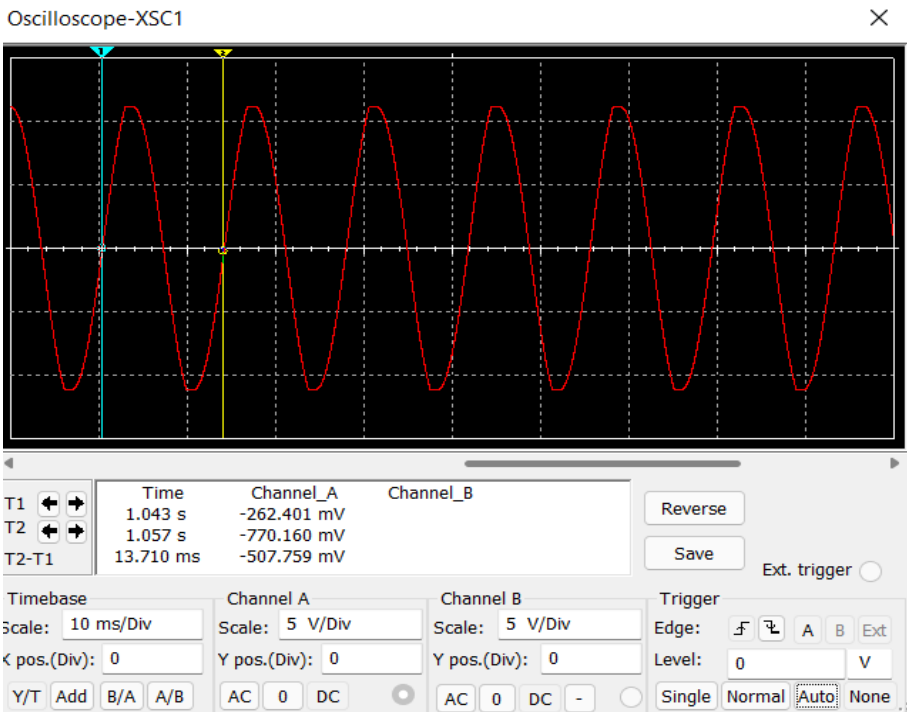 Oscilloscope-XSC1
1 2
Time Channel_A Channel_B
T1 1.043 s -262.401 mV
T2 1.057 s -770.160 mV
T2-T1 13.710 ms -507.759 mV
Reverse
Save
Ext. trigger
Timebase
Scale: 10 ms/Div
X pos.(Div): 0
Y/T Add B/A A/B
Channel A
Scale: 5 V/Div
Y pos.(Div): 0
AC 0 DC
Channel B
Scale: 5 V/Div
Y pos.(Div): 0
AC 0 DC -
Trigger
Edge: A B Ext
Level: 0 V
Single Normal Auto None